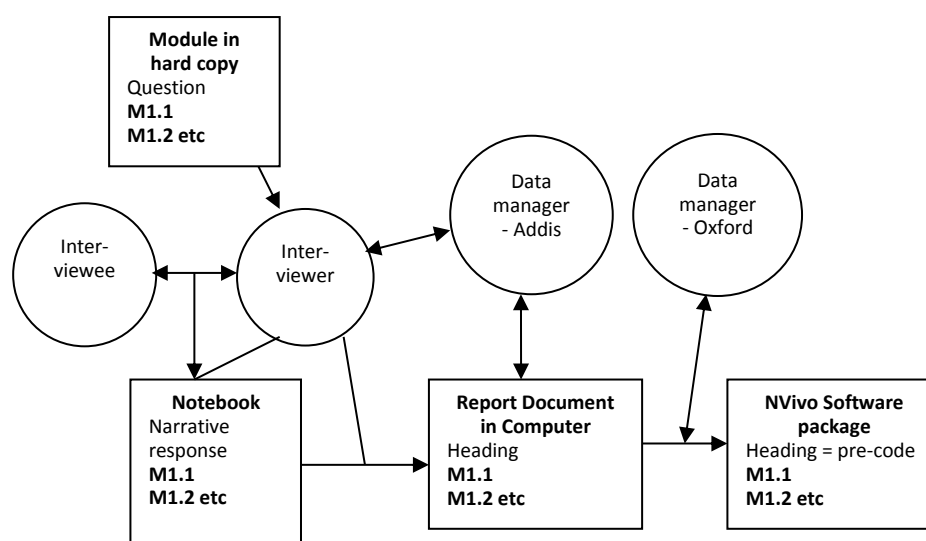 Module in
hard copy
Question
M1.1
M1.2 etc
Data
manager
- Addis
Data
manager
- Oxford
Inter-
viewee
Inter-
viewer
Notebook
Narrative
response
M1.1
M1.2 etc
Report Document
in Computer
Heading
M1.1
M1.2 etc
NVivo Software
package
Heading = pre-code
M1.1
M1.2 etc